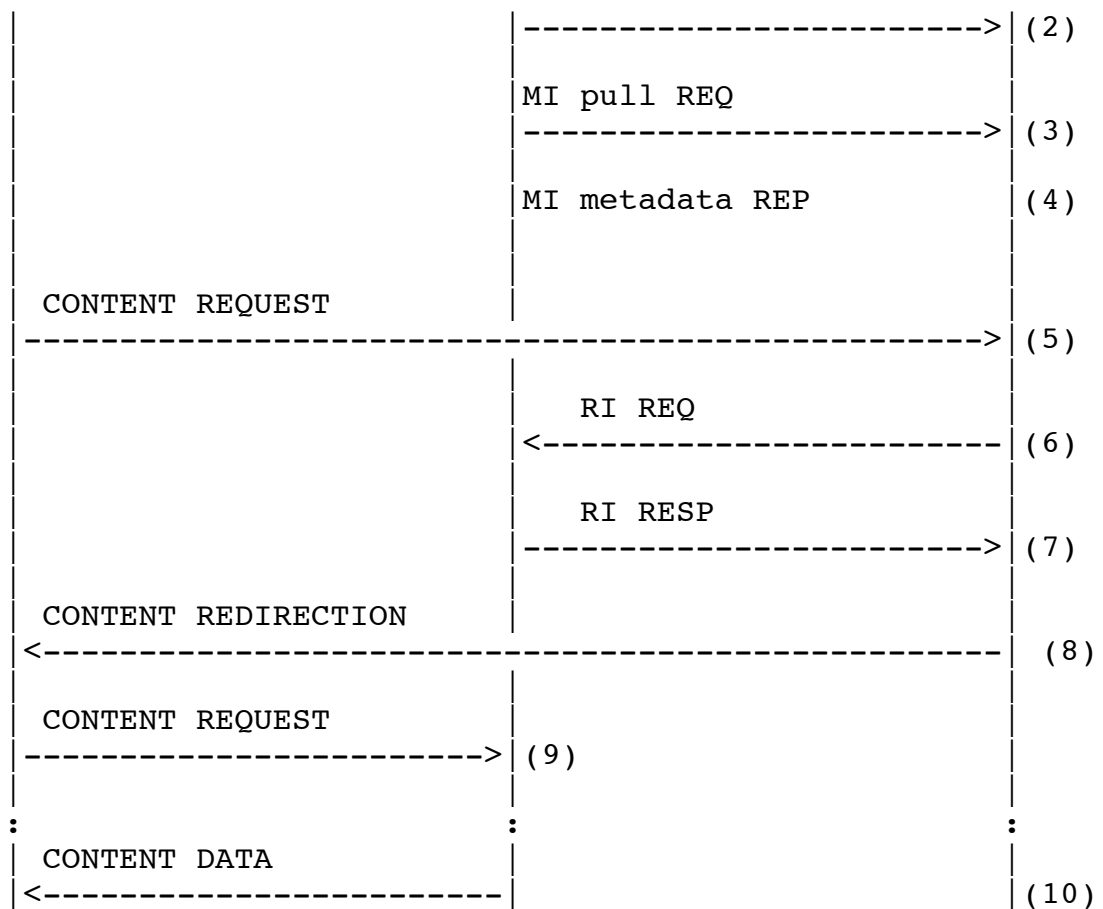 (2)
MI pull REQ
(3)
MI metadata REP (4)
CONTENT REQUEST
(5)
RI REQ
(6)
RI RESP
(7)
CONTENT REDIRECTION
(8)
CONTENT REQUEST
(9)
: : :
CONTENT DATA
(10)